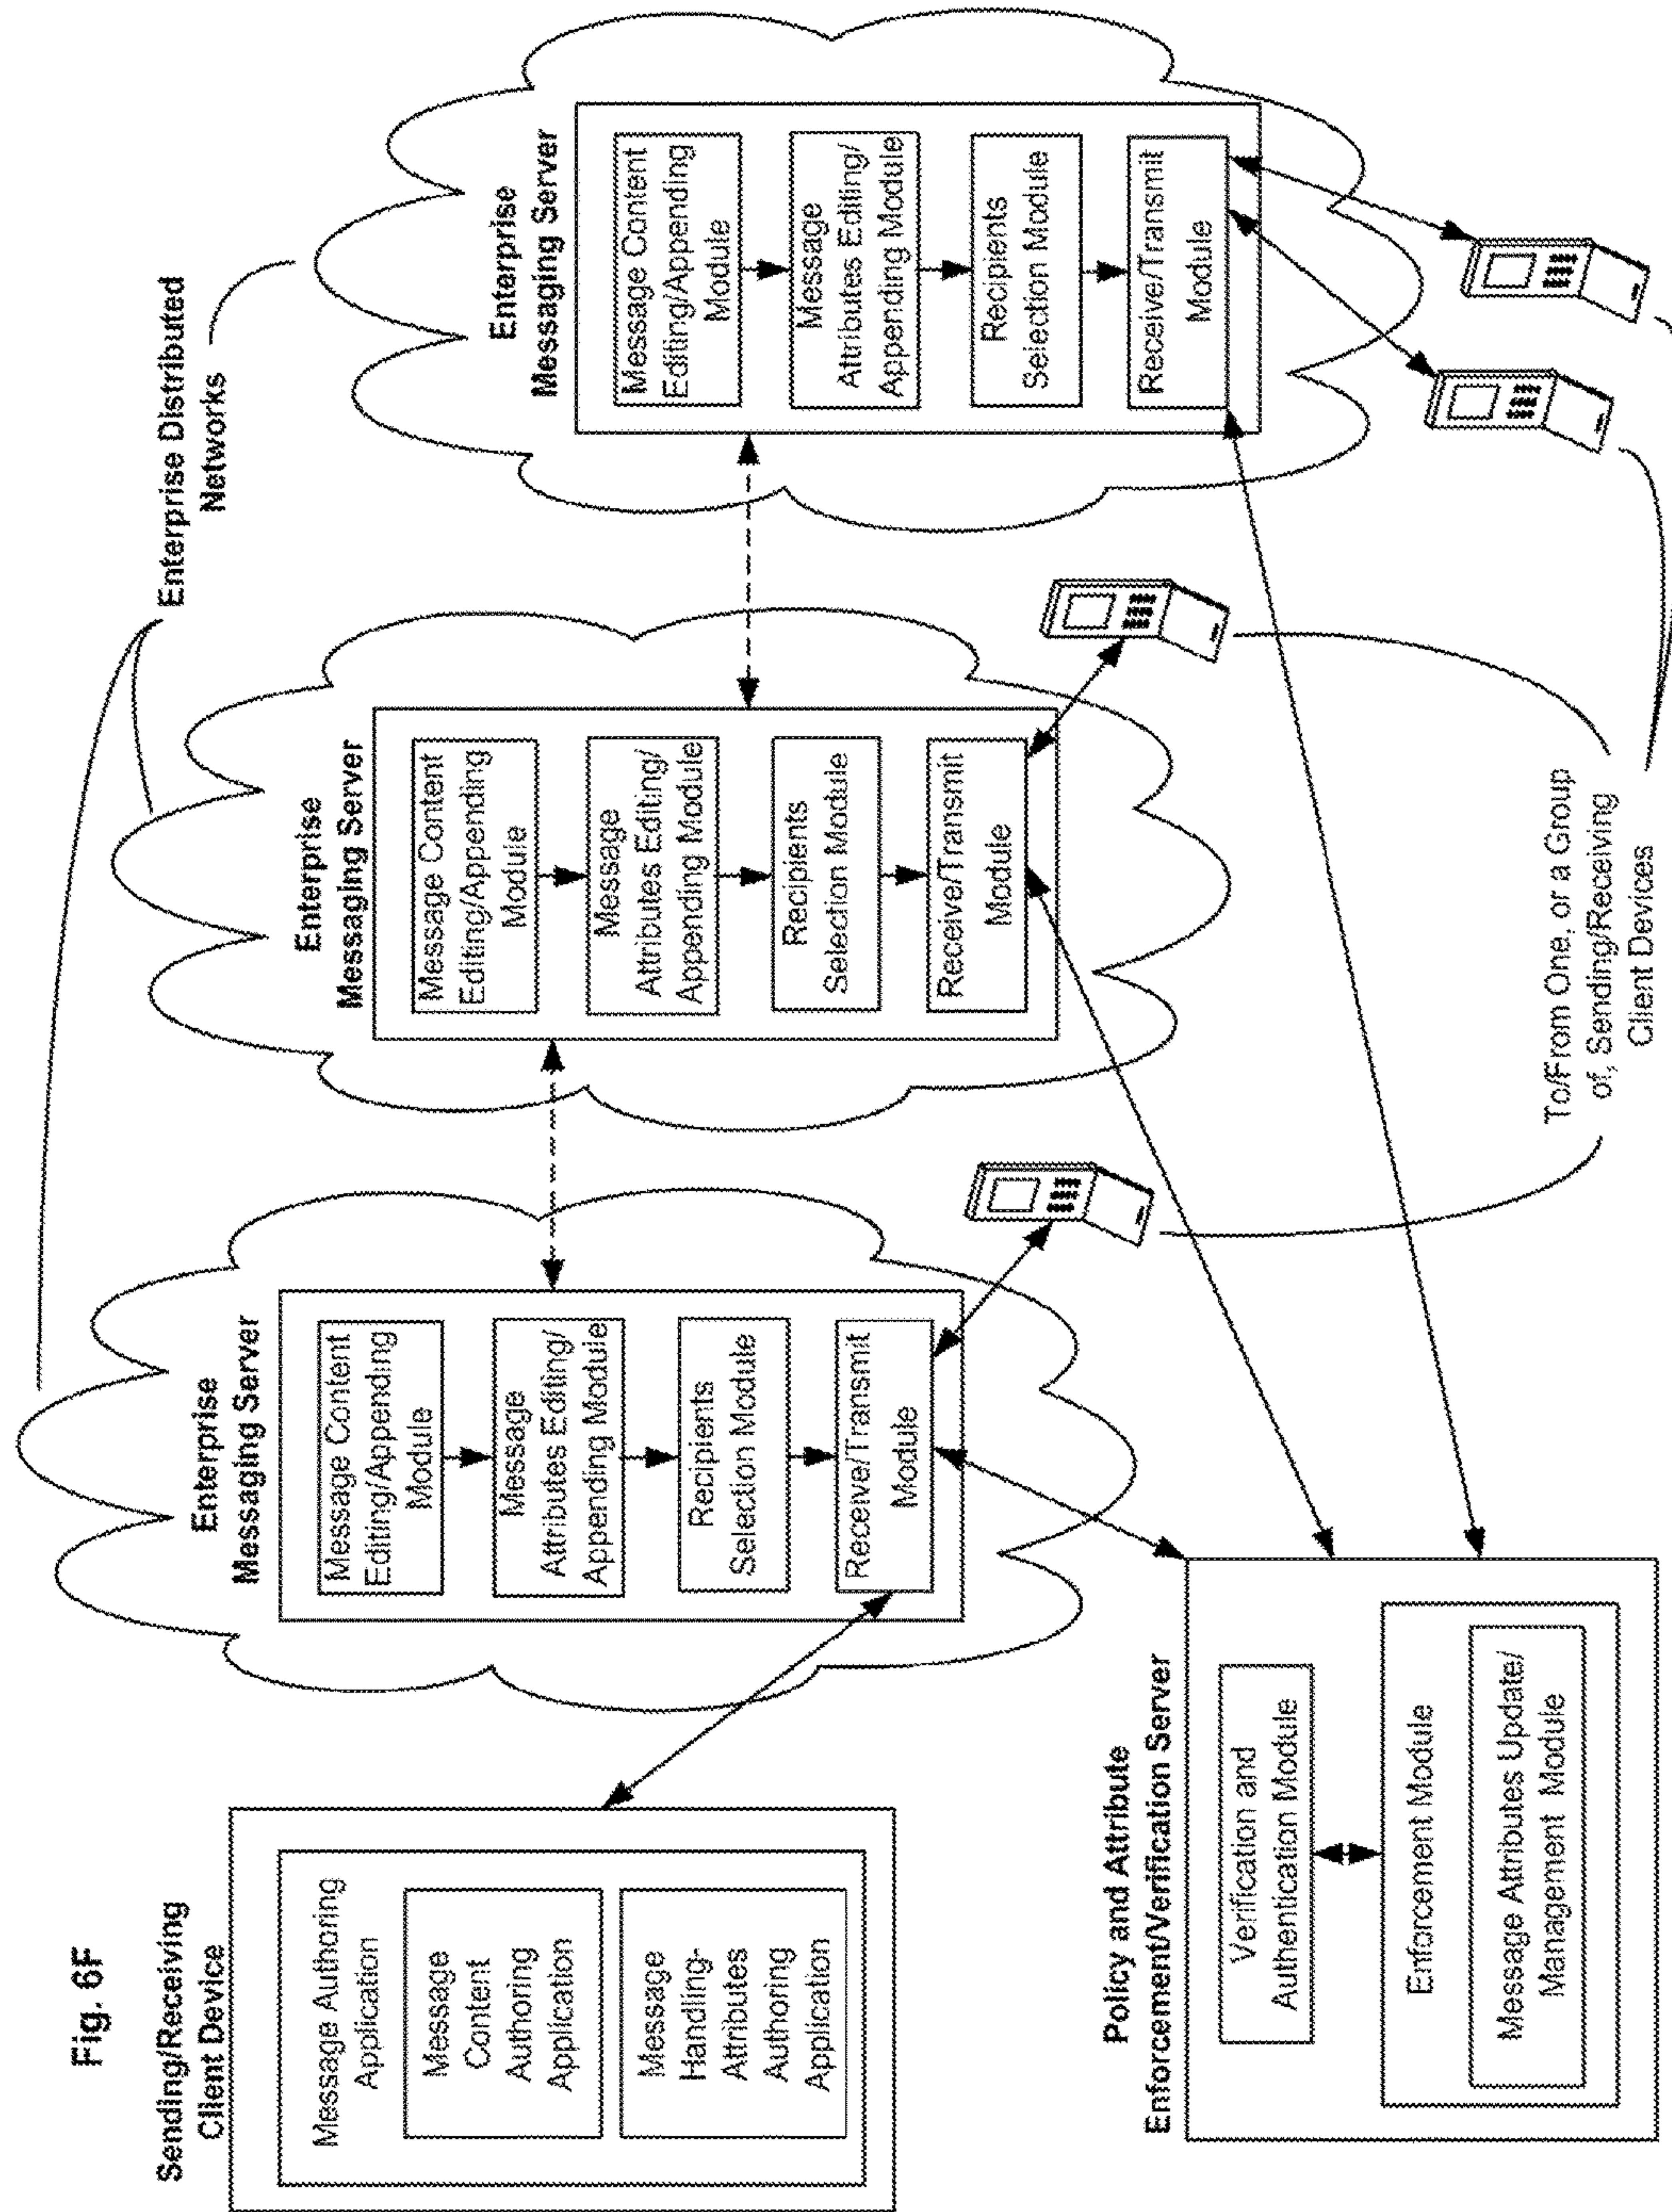 Fig. 6F
Sending/Receiving
Client Device
Message Authoring
Application
Message
Content
Authoring
Application
Message
Handling-
Attributes
Authoring
Application
Policy and Attribute
Enforcement/Verification Server
Verification and
Authentication Module
Enforcement Module
Message Attributes Update/
Management Module
Enterprise
Messaging Server
Message Content
Editing/Appending
Module
Message
Attributes Editing/
Appending Module
Recipients
Selection Module
Receive/Transmit
Module
Enterprise
Messaging Server
Message Content
Editing/Appending
Module
Message
Attributes Editing/
Appending Module
Recipients
Selection Module
Receive/Transmit
Module
Enterprise Distributed
Networks
Enterprise
Messaging Server
Message Content
Editing/Appending
Module
Message
Attributes Editing/
Appending Module
Recipients
Selection Module
Receive/Transmit
Module
To/From One, or a Group
of, Sending/Receiving
Client Devices